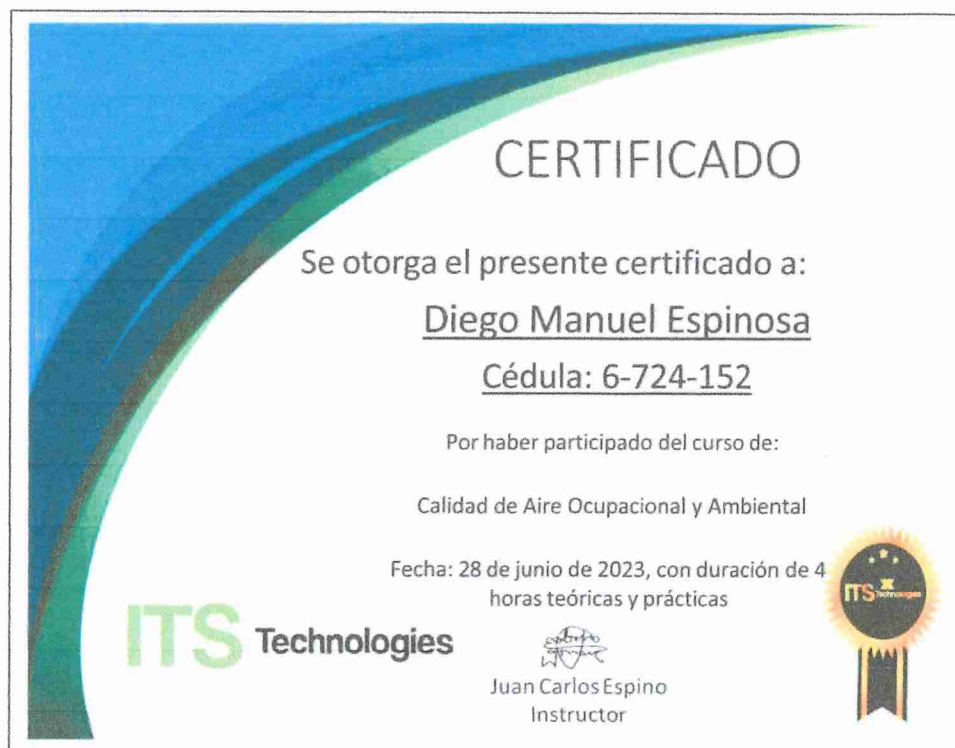 CERTIFICADO
Se otorga el presente certificado a:
Diego Manuel Espinosa
Cédula: 6-724-152
Por haber participado del curso de:
Calidad de Aire Ocupacional y Ambiental
Fecha: 28 de junio de 2023, con duración de 4
horas teóricas y prácticas
ITS Technologies
Juan Carlos Espino
Instructor
ITS Technologies